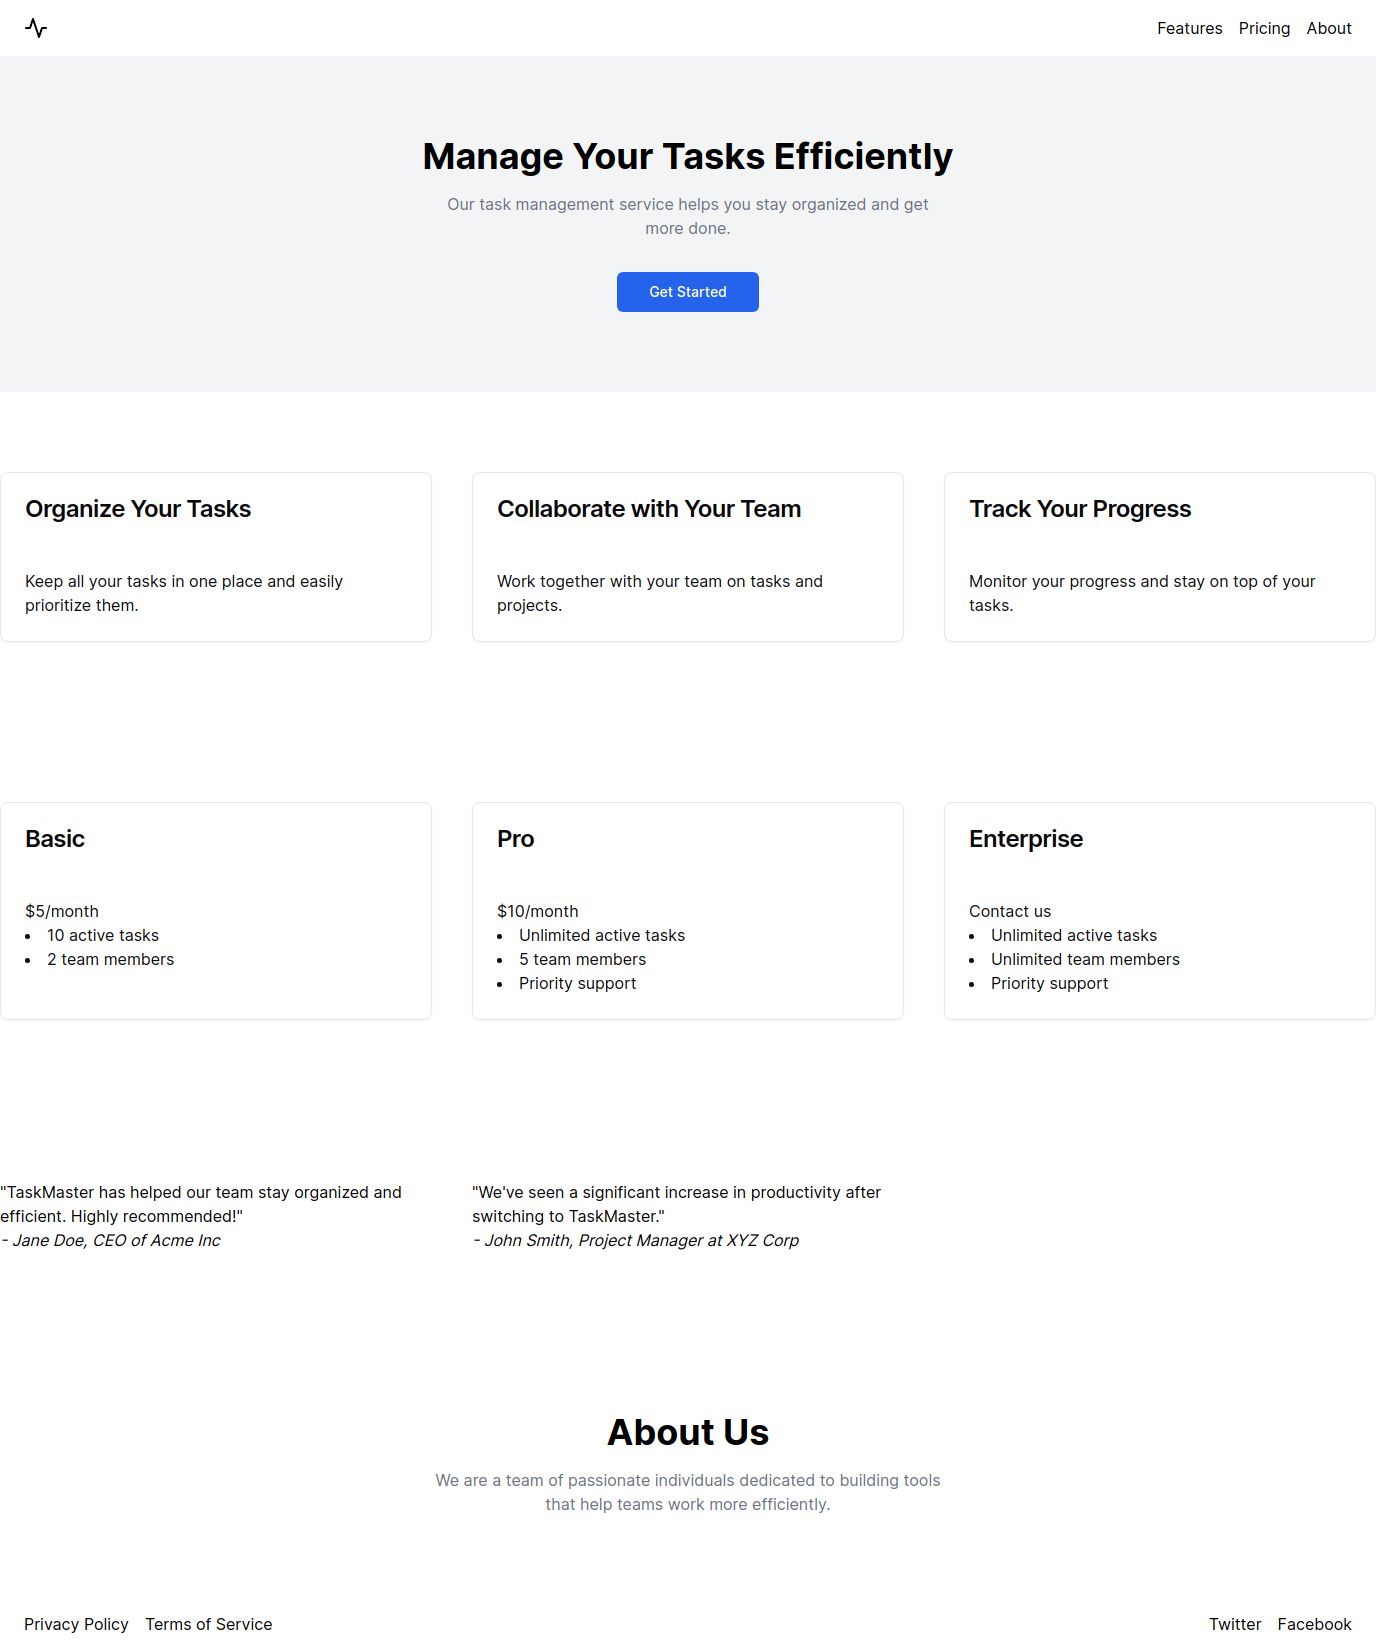 Features Pricing About
Manage Your Tasks Efficiently
Our task management service helps you stay organized and get
more done.
Get Started
Organize Your Tasks
Keep all your tasks in one place and easily
prioritize them.
Collaborate with Your Team
Work together with your team on tasks and
projects.
Track Your Progress
Monitor your progress and stay on top of your
tasks.
Basic
$5/month
• 10 active tasks
• 2 team members
Pro
$10/month
• Unlimited active tasks
• 5 team members
• Priority support
Enterprise
Contact us
• Unlimited active tasks
• Unlimited team members
• Priority support
"TaskMaster has helped our team stay organized and
efficient. Highly recommended!"
- Jane Doe, CEO of Acme Inc
"We've seen a significant increase in productivity after
switching to TaskMaster."
- John Smith, Project Manager at XYZ Corp
About Us
We are a team of passionate individuals dedicated to building tools
that help teams work more efficiently.
Privacy Policy Terms of Service Twitter Facebook